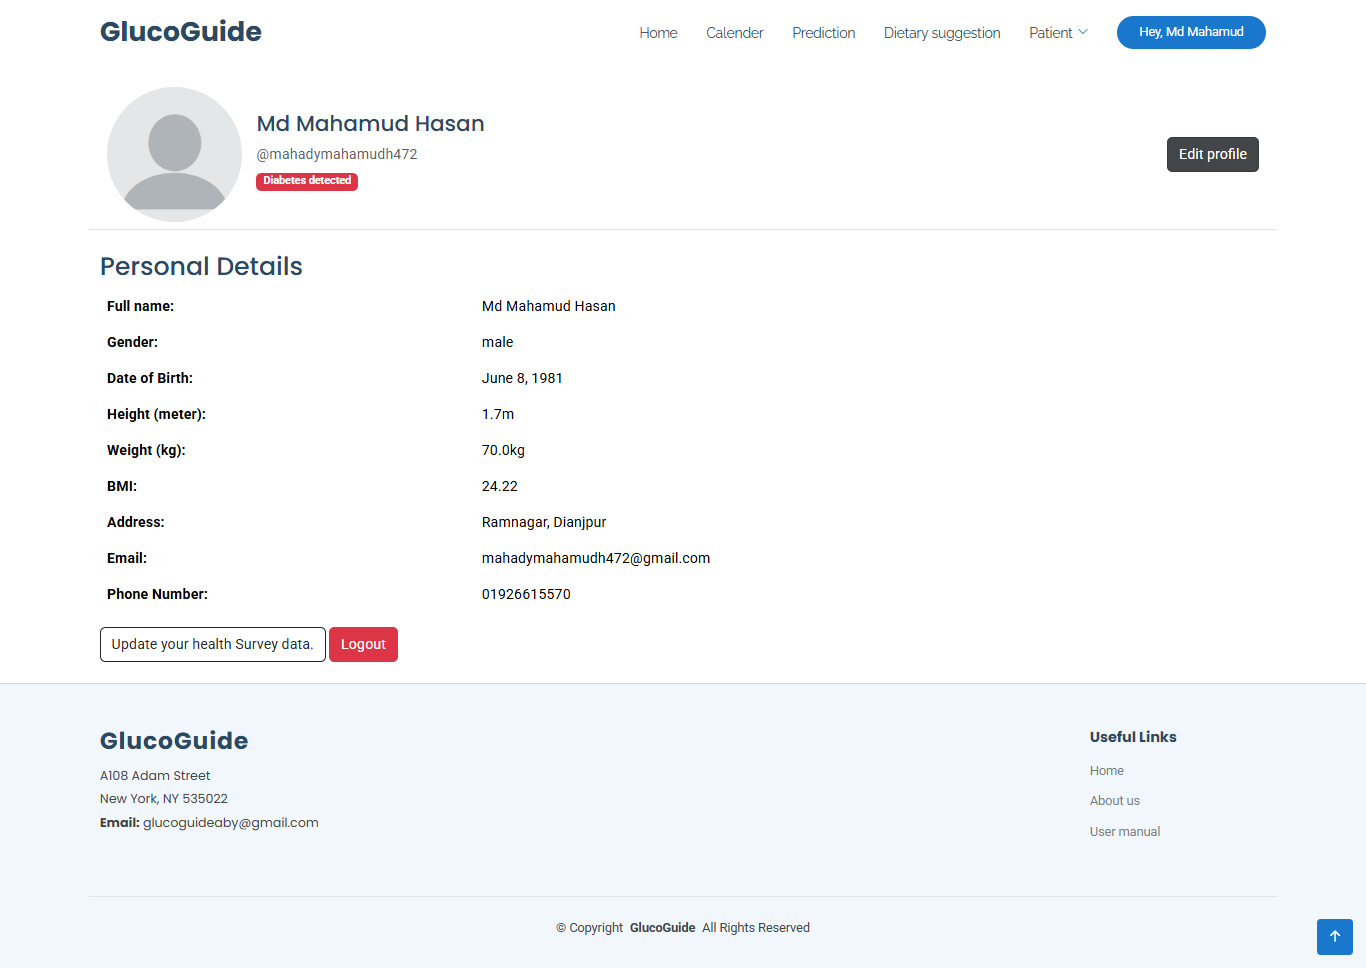 GlucoGuide
Home Calender Prediction Dietary suggestion Patient Hey, Md Mahamud
Md Mahamud Hasan
@mahadymahamudh472
Diabetes detected
Edit profile
Personal Details
Full name: Md Mahamud Hasan
Gender: male
Date of Birth: June 8, 1981
Height (meter): 1.7m
Weight (kg): 70.0kg
BMI: 24.22
Address: Ramnagar, Dianjpur
Email: mahadymahamudh472@gmail.com
Phone Number: 01926615570
Update your health Survey data. Logout
GlucoGuide
A108 Adam Street
New York, NY 535022
Email: glucoguideaby@gmail.com
Useful Links
Home
About us
User manual
© Copyright GlucoGuide All Rights Reserved